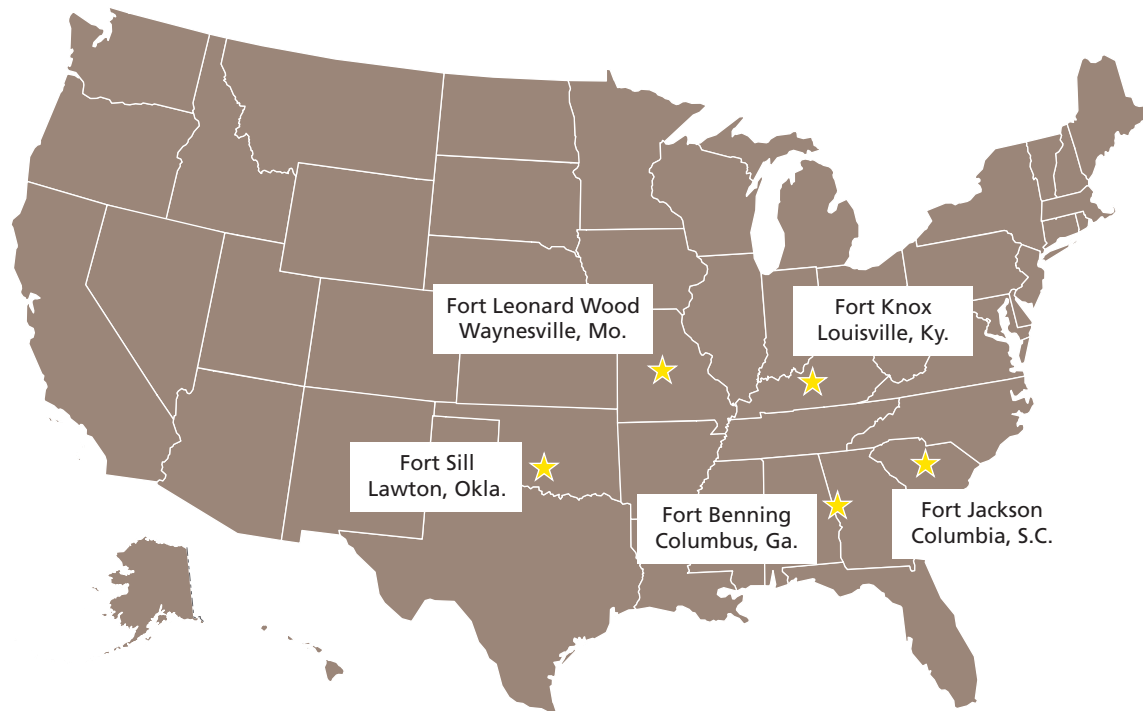 Fort Leonard Wood
Waynesville, Mo.
Fort Knox
Louisville, Ky.
Fort Sill
Lawton, Okla.
Fort Benning
Columbus, Ga.
Fort Jackson
Columbia, S.C.